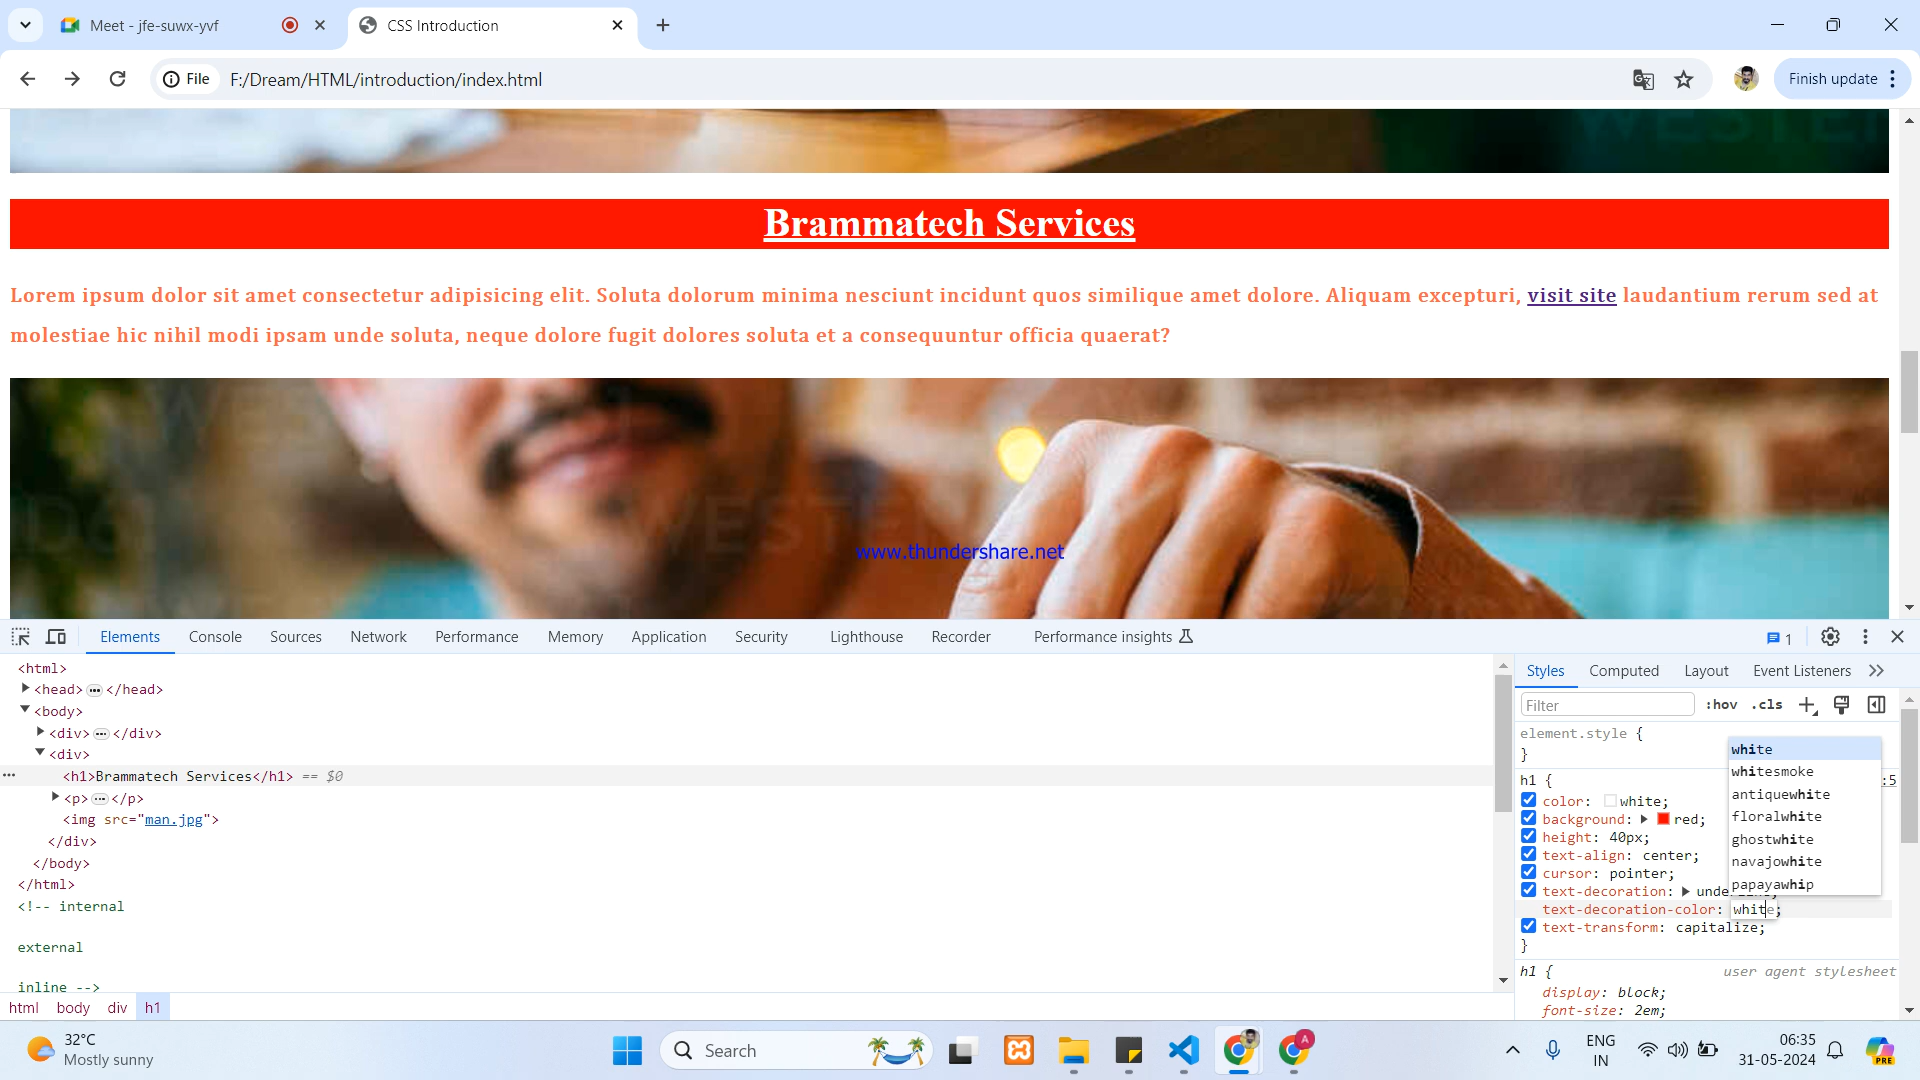 Meet - jfe-suwx-yvf
CSS Introduction
File
F:/Dream/HTML/introduction/index.html
Finish update
WESTEN
Brammatech Services
Lorem ipsum dolor sit amet consectetur adipisicing elit. Soluta dolorum minima nesciunt incidunt quos similique amet dolore. Aliquam excepturi, visit site laudantium rerum sed at
molestiae hic nihil modi ipsam unde soluta, neque dolore fugit dolores soluta et a consequuntur officia quaerat?
www.thundershare.net
Elements Console Sources Network Performance Memory Application Security Lighthouse Recorder Performance insights 1
<html>
<head> ••• </head>
<body>
<div> ••• </div>
<div>
<h1>Brammatech Services</h1> == $0
<p> ••• </p>
<img src="man.jpg">
</div>
</body>
</html>
<!-- internal
external
inline -->
html body div h1
Styles Computed Layout Event Listeners
Filter :hov .cls
element.style {
}
h1 { :5
color: white;
background: red;
height: 40px;
text-align: center;
cursor: pointer;
text-decoration: underline;
text-decoration-color: white;
text-transform: capitalize;
}
white
whitesmoke
antiquewhite
floralwhite
ghostwhite
navajowhite
papayawhip
h1 { user agent stylesheet
display: block;
font-size: 2em;
32°C
Mostly sunny
Search
ENG
IN
06:35
31-05-2024
PRE